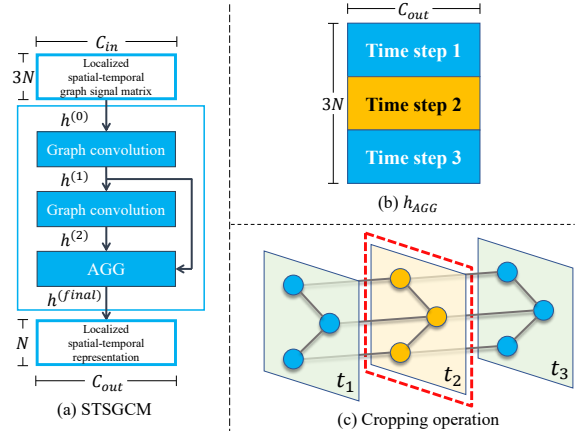 C_in
3N
Localized
spatial-temporal
graph signal matrix
h^(0)
Graph convolution
h^(1)
Graph convolution
h^(2)
AGG
h^(final)
N
Localized
spatial-temporal
representation
C_out
(a) STSGCM
C_out
3N
Time step 1
Time step 2
Time step 3
(b) h_AGG
t_1
t_2
t_3
(c) Cropping operation